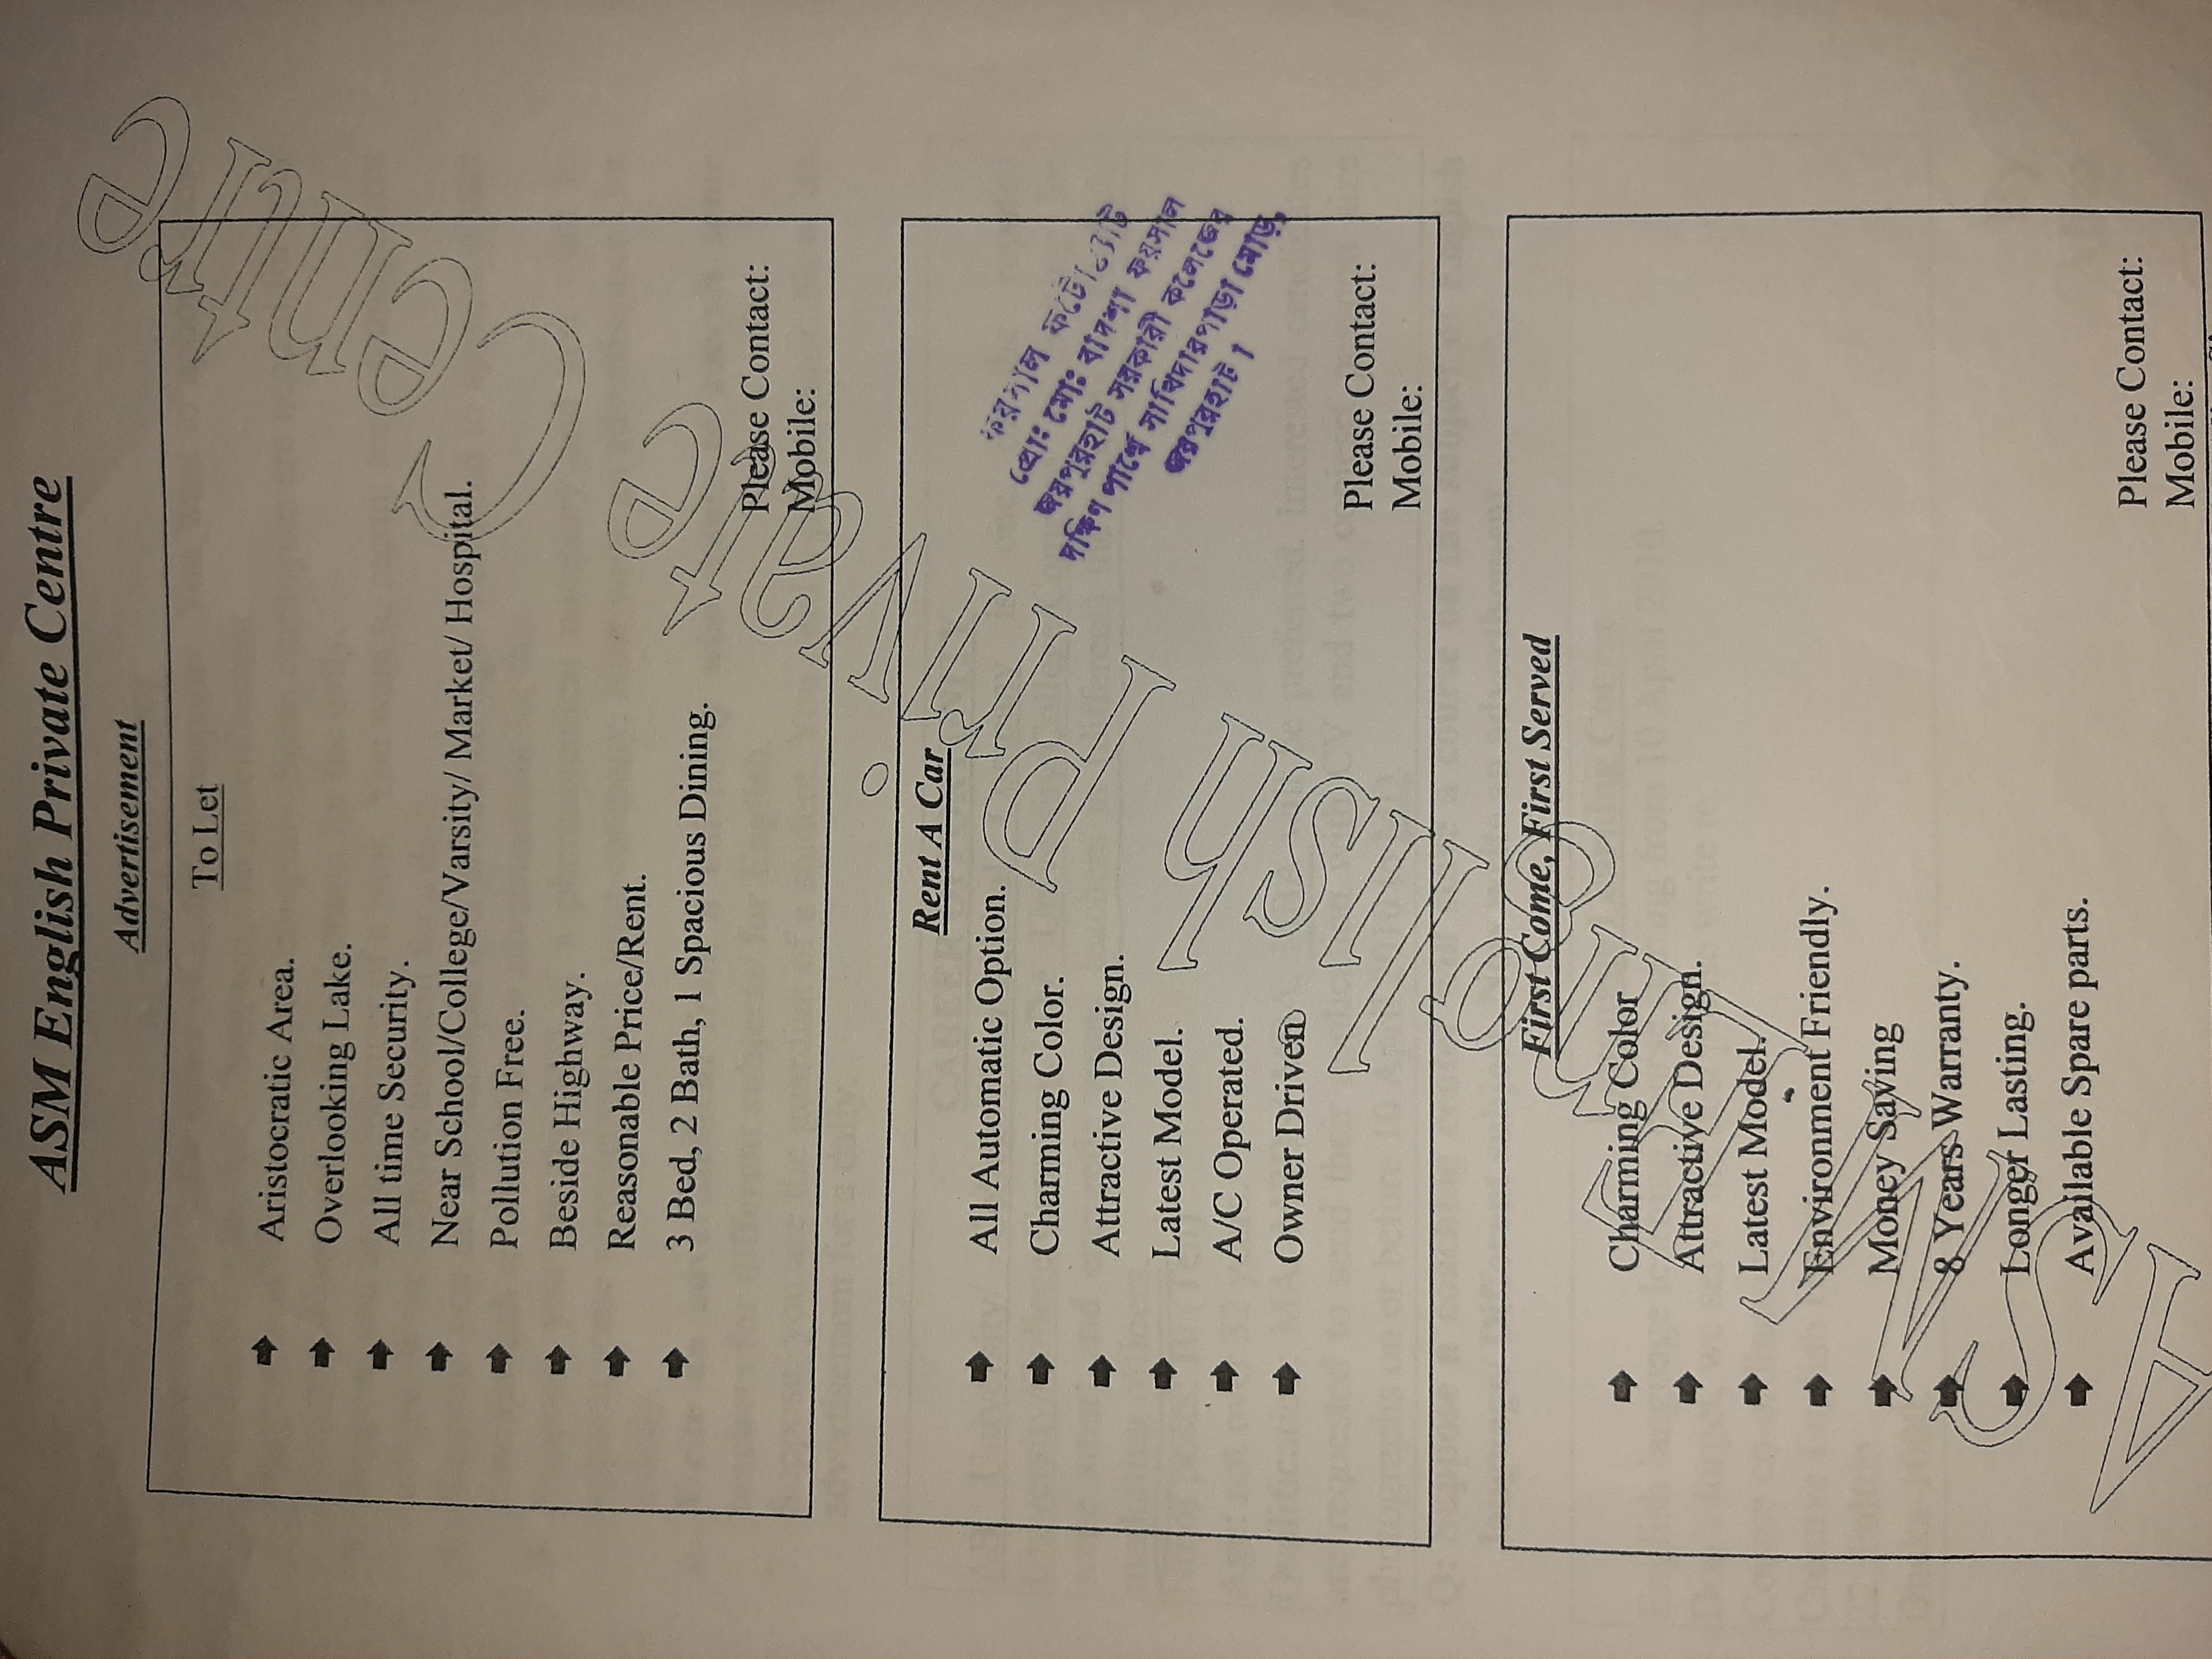 ASM English Private Centre
Advertisement
To Let
Aristocratic Area.
Overlooking Lake.
All time Security.
Near School/College/Varsity/ Market/ Hospital.
Pollution Free.
Beside Highway.
Reasonable Price/Rent.
3 Bed, 2 Bath, 1 Spacious Dining.
Please Contact:
Mobile:
Rent A Car
All Automatic Option.
Charming Color.
Attractive Design.
Latest Model.
A/C Operated.
Owner Driven
Please Contact:
Mobile:
ফয়সাল ফটোষ্ট্যাট
প্রোঃ মোঃ বাদশা ফয়সাল
জয়পুরহাট সরকারী কলেজের
দক্ষিণ পার্শ্বে সাখিদারপাড়া মোড়,
জয়পুরহাট।
First Come, First Served
Charming Color
Attractive Design.
Latest Model.
Environment Friendly.
Money Saving
8 Years Warranty.
Longer Lasting.
Available Spare parts.
Please Contact:
Mobile:
ASM English Private Centre